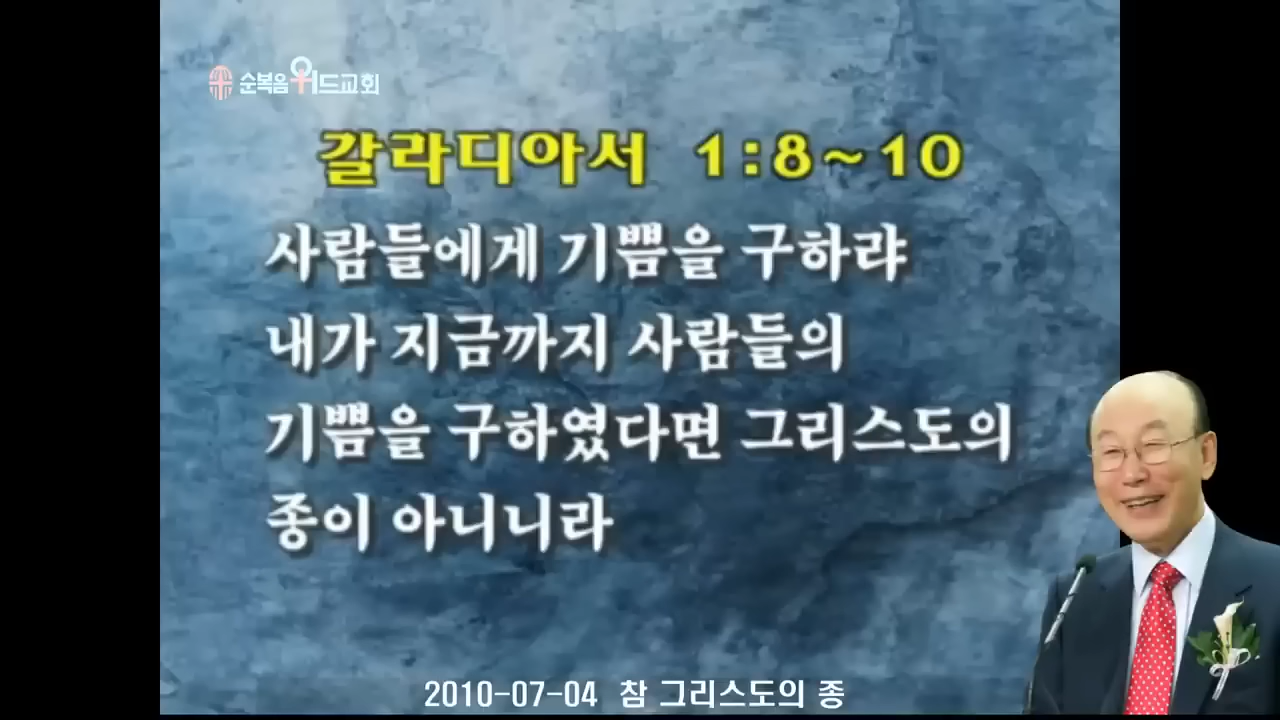 순복음위드교회
갈라디아서 1:8~10
사람들에게 기쁨을 구하랴
내가 지금까지 사람들의
기쁨을 구하였다면 그리스도의
종이 아니니라
2010-07-04 참 그리스도의 종